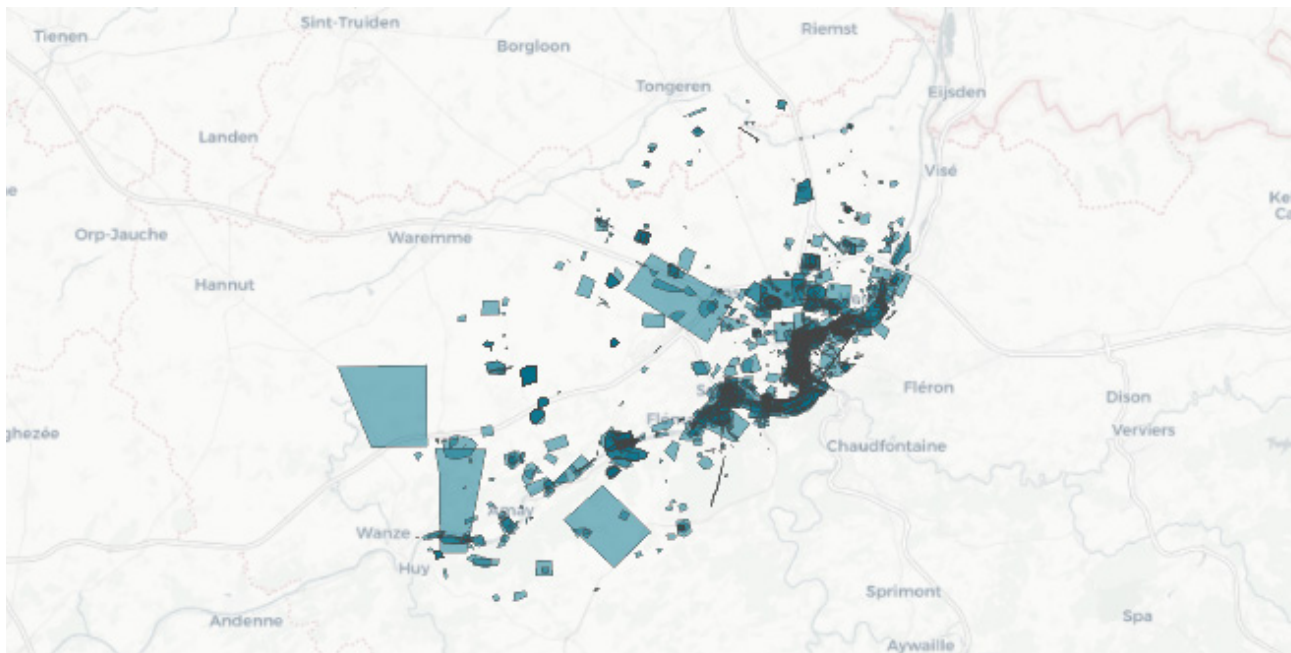 Sint-Truiden
Riemst
Tienen
Borgloon
Tongeren
Eijsden
Landen
Visé
Orp-Jauche
Waremme
Hannut
Fléron
Dison
Verviers
Chaudfontaine
Amay
Wanze
Huy
Sprimont
Andenne
Spa
Aywaille